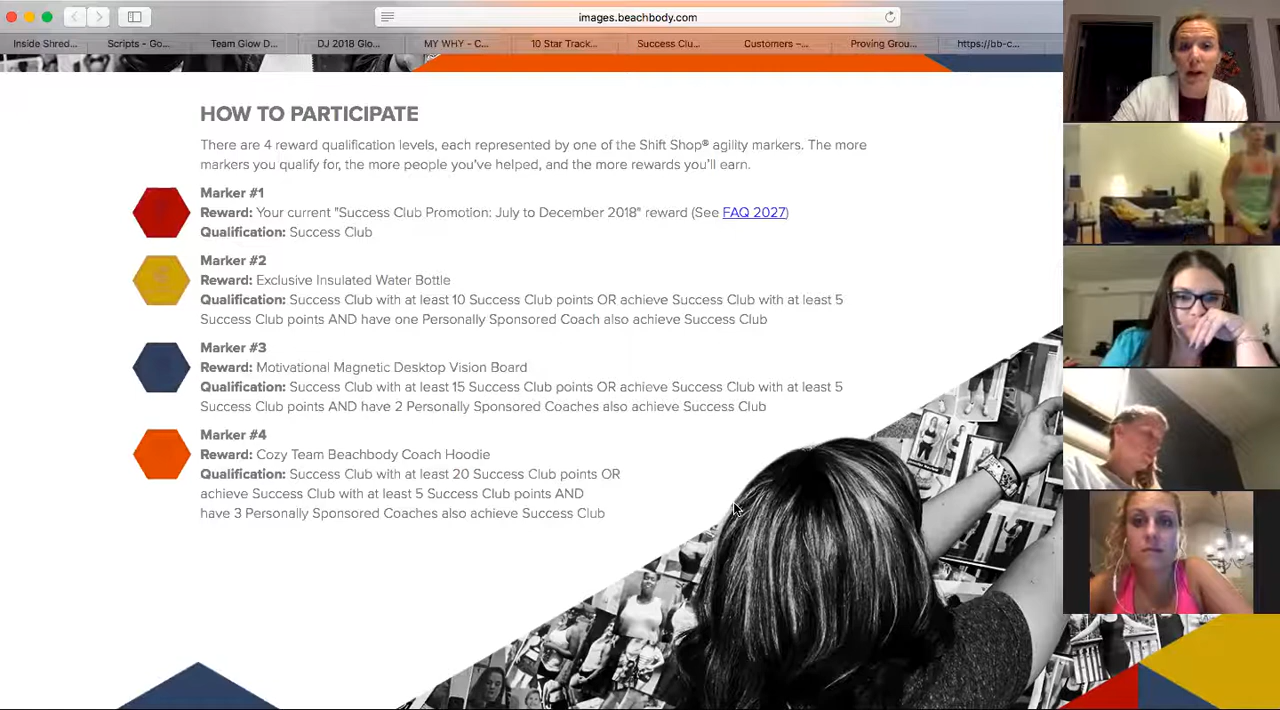 images.beachbody.com
Inside Shred...
Scripts - Go...
Team Glow D...
DJ 2018 Glo...
MY WHY - C...
10 Star Track...
Success Clu...
Customers –...
Proving Grou...
https://bb-c...
HOW TO PARTICIPATE
There are 4 reward qualification levels, each represented by one of the Shift Shop® agility markers. The more
markers you qualify for, the more people you've helped, and the more rewards you'll earn.
Marker #1
Reward: Your current "Success Club Promotion: July to December 2018" reward (See FAQ 2027)
Qualification: Success Club
Marker #2
Reward: Exclusive Insulated Water Bottle
Qualification: Success Club with at least 10 Success Club points OR achieve Success Club with at least 5
Success Club points AND have one Personally Sponsored Coach also achieve Success Club
Marker #3
Reward: Motivational Magnetic Desktop Vision Board
Qualification: Success Club with at least 15 Success Club points OR achieve Success Club with at least 5
Success Club points AND have 2 Personally Sponsored Coaches also achieve Success Club
Marker #4
Reward: Cozy Team Beachbody Coach Hoodie
Qualification: Success Club with at least 20 Success Club points OR
achieve Success Club with at least 5 Success Club points AND
have 3 Personally Sponsored Coaches also achieve Success Club